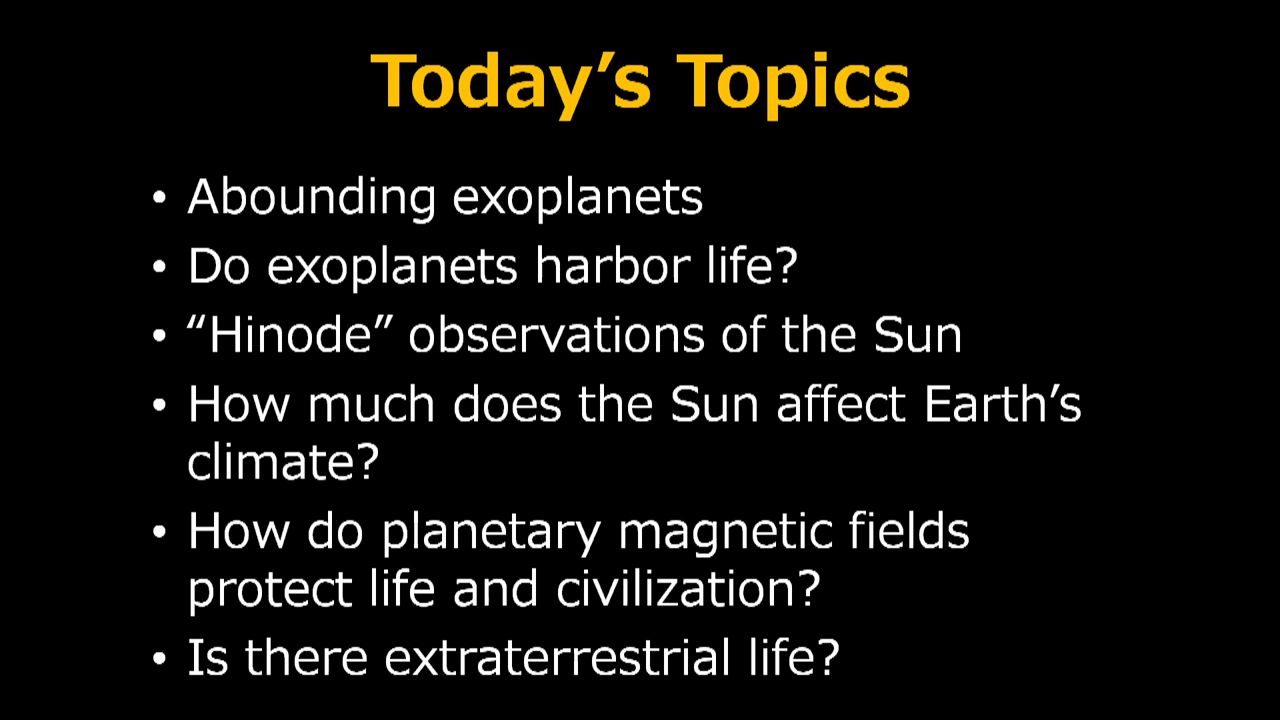 Today’s Topics
• Abounding exoplanets
• Do exoplanets harbor life?
• “Hinode” observations of the Sun
• How much does the Sun affect Earth’s
climate?
• How do planetary magnetic fields
protect life and civilization?
• Is there extraterrestrial life?